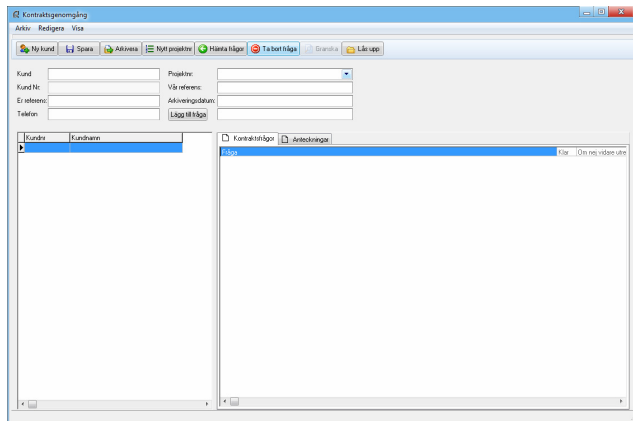 Kontraktsgenomgång
Arkiv Redigera Visa
Ny kund Spara Arkivera Nytt projektnr Hämta frågor Ta bort fråga Granska Lås upp
Kund Projektnr:
Kund Nr. Vår referens:
Er referens: Arkiveringsdatum:
Telefon Lägg till fråga
Kundnr Kundnamn Kontraktsfrågor Anteckningar
Fråga Klar Om nej vidare utre